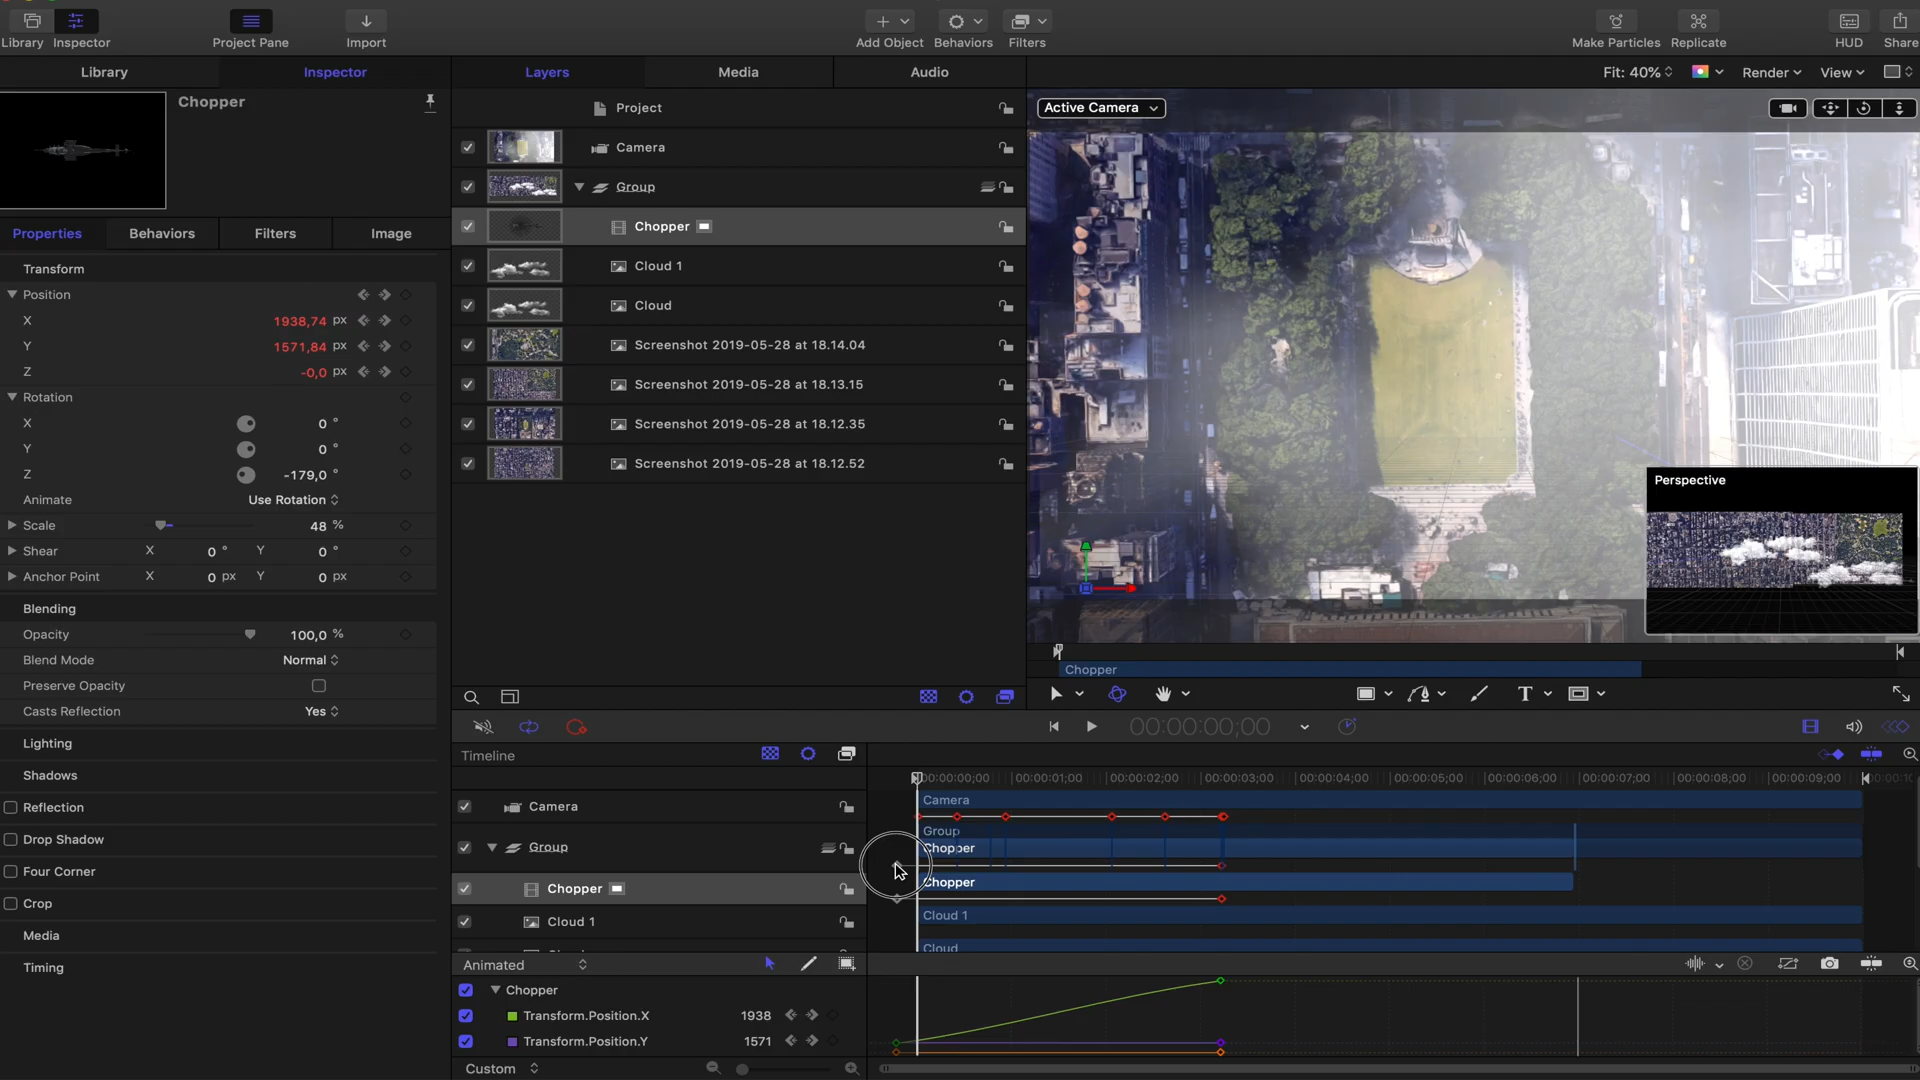 Library Inspector Project Pane Import Add Object Behaviors Filters Make Particles Replicate HUD Share
Library Inspector Layers Media Audio Fit: 40% Render View
Chopper
Project
Active Camera
Camera
Group
Properties Behaviors Filters Image
Chopper
Transform
Cloud 1
Position
Cloud
X 1938,74 px
Y 1571,84 px
Screenshot 2019-05-28 at 18.14.04
Z -0,0 px
Screenshot 2019-05-28 at 18.13.15
Rotation
X 0 °
Screenshot 2019-05-28 at 18.12.35
Y 0 °
Screenshot 2019-05-28 at 18.12.52
Z -179,0 °
Perspective
Animate Use Rotation
Scale 48 %
Shear X 0 ° Y 0 °
Anchor Point X 0 px Y 0 px
Blending
Opacity 100,0 %
Blend Mode Normal
Preserve Opacity
Chopper
Casts Reflection Yes
00:00:00;00
Lighting
Timeline
Shadows
00:00:00;00 00:00:01;00 00:00:02;00 00:00:03;00 00:00:04;00 00:00:05;00 00:00:06;00 00:00:07;00 00:00:08;00 00:00:09;00
Reflection
Camera Camera
Drop Shadow
Group Group
Chopper
Four Corner
Chopper Chopper
Crop
Cloud 1 Cloud 1
Media
Cloud
Timing
Animated
Chopper
Transform.Position.X 1938
Transform.Position.Y 1571
Custom